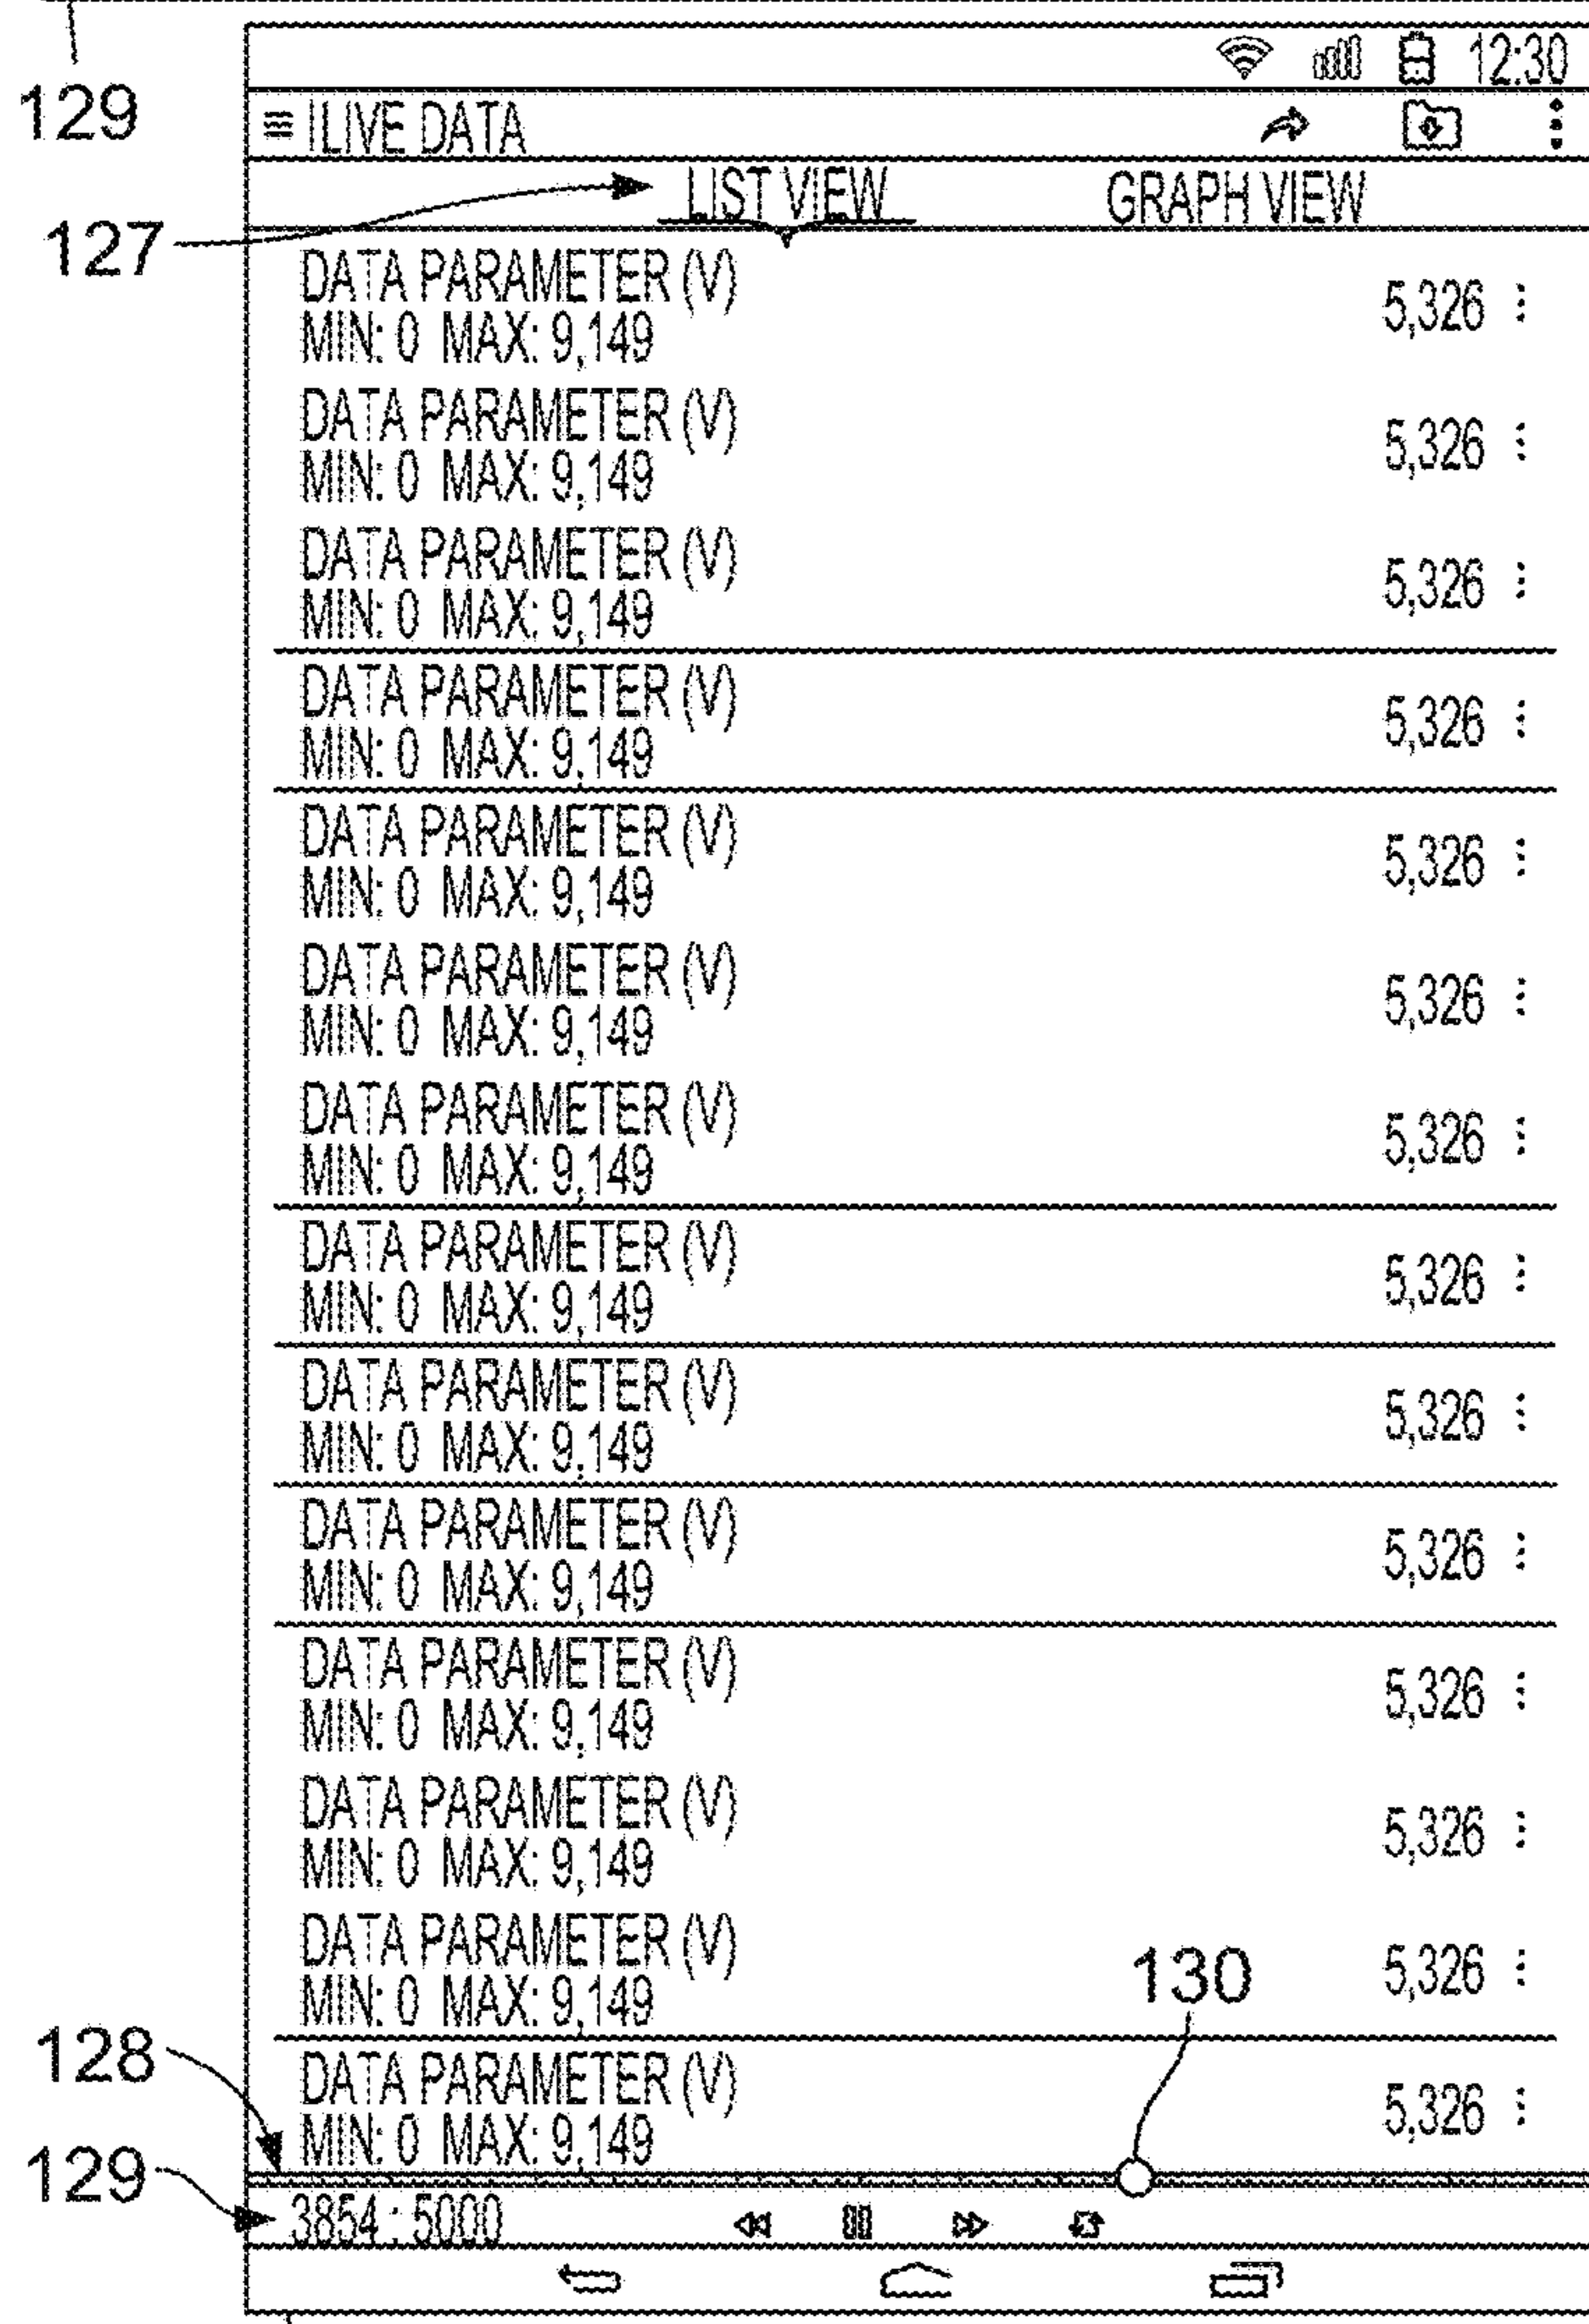 129
12:30
ILIVE DATA
127
LIST VIEW GRAPH VIEW
DATA PARAMETER (V)
MIN: 0 MAX: 9,149
5,326
DATA PARAMETER (V)
MIN: 0 MAX: 9,149
5,326
DATA PARAMETER (V)
MIN: 0 MAX: 9,149
5,326
DATA PARAMETER (V)
MIN: 0 MAX: 9,149
5,326
DATA PARAMETER (V)
MIN: 0 MAX: 9,149
5,326
DATA PARAMETER (V)
MIN: 0 MAX: 9,149
5,326
DATA PARAMETER (V)
MIN: 0 MAX: 9,149
5,326
DATA PARAMETER (V)
MIN: 0 MAX: 9,149
5,326
DATA PARAMETER (V)
MIN: 0 MAX: 9,149
5,326
DATA PARAMETER (V)
MIN: 0 MAX: 9,149
5,326
DATA PARAMETER (V)
MIN: 0 MAX: 9,149
5,326
DATA PARAMETER (V)
MIN: 0 MAX: 9,149
5,326
DATA PARAMETER (V)
MIN: 0 MAX: 9,149
5,326
130
128
DATA PARAMETER (V)
MIN: 0 MAX: 9,149
5,326
129
3854 : 5000